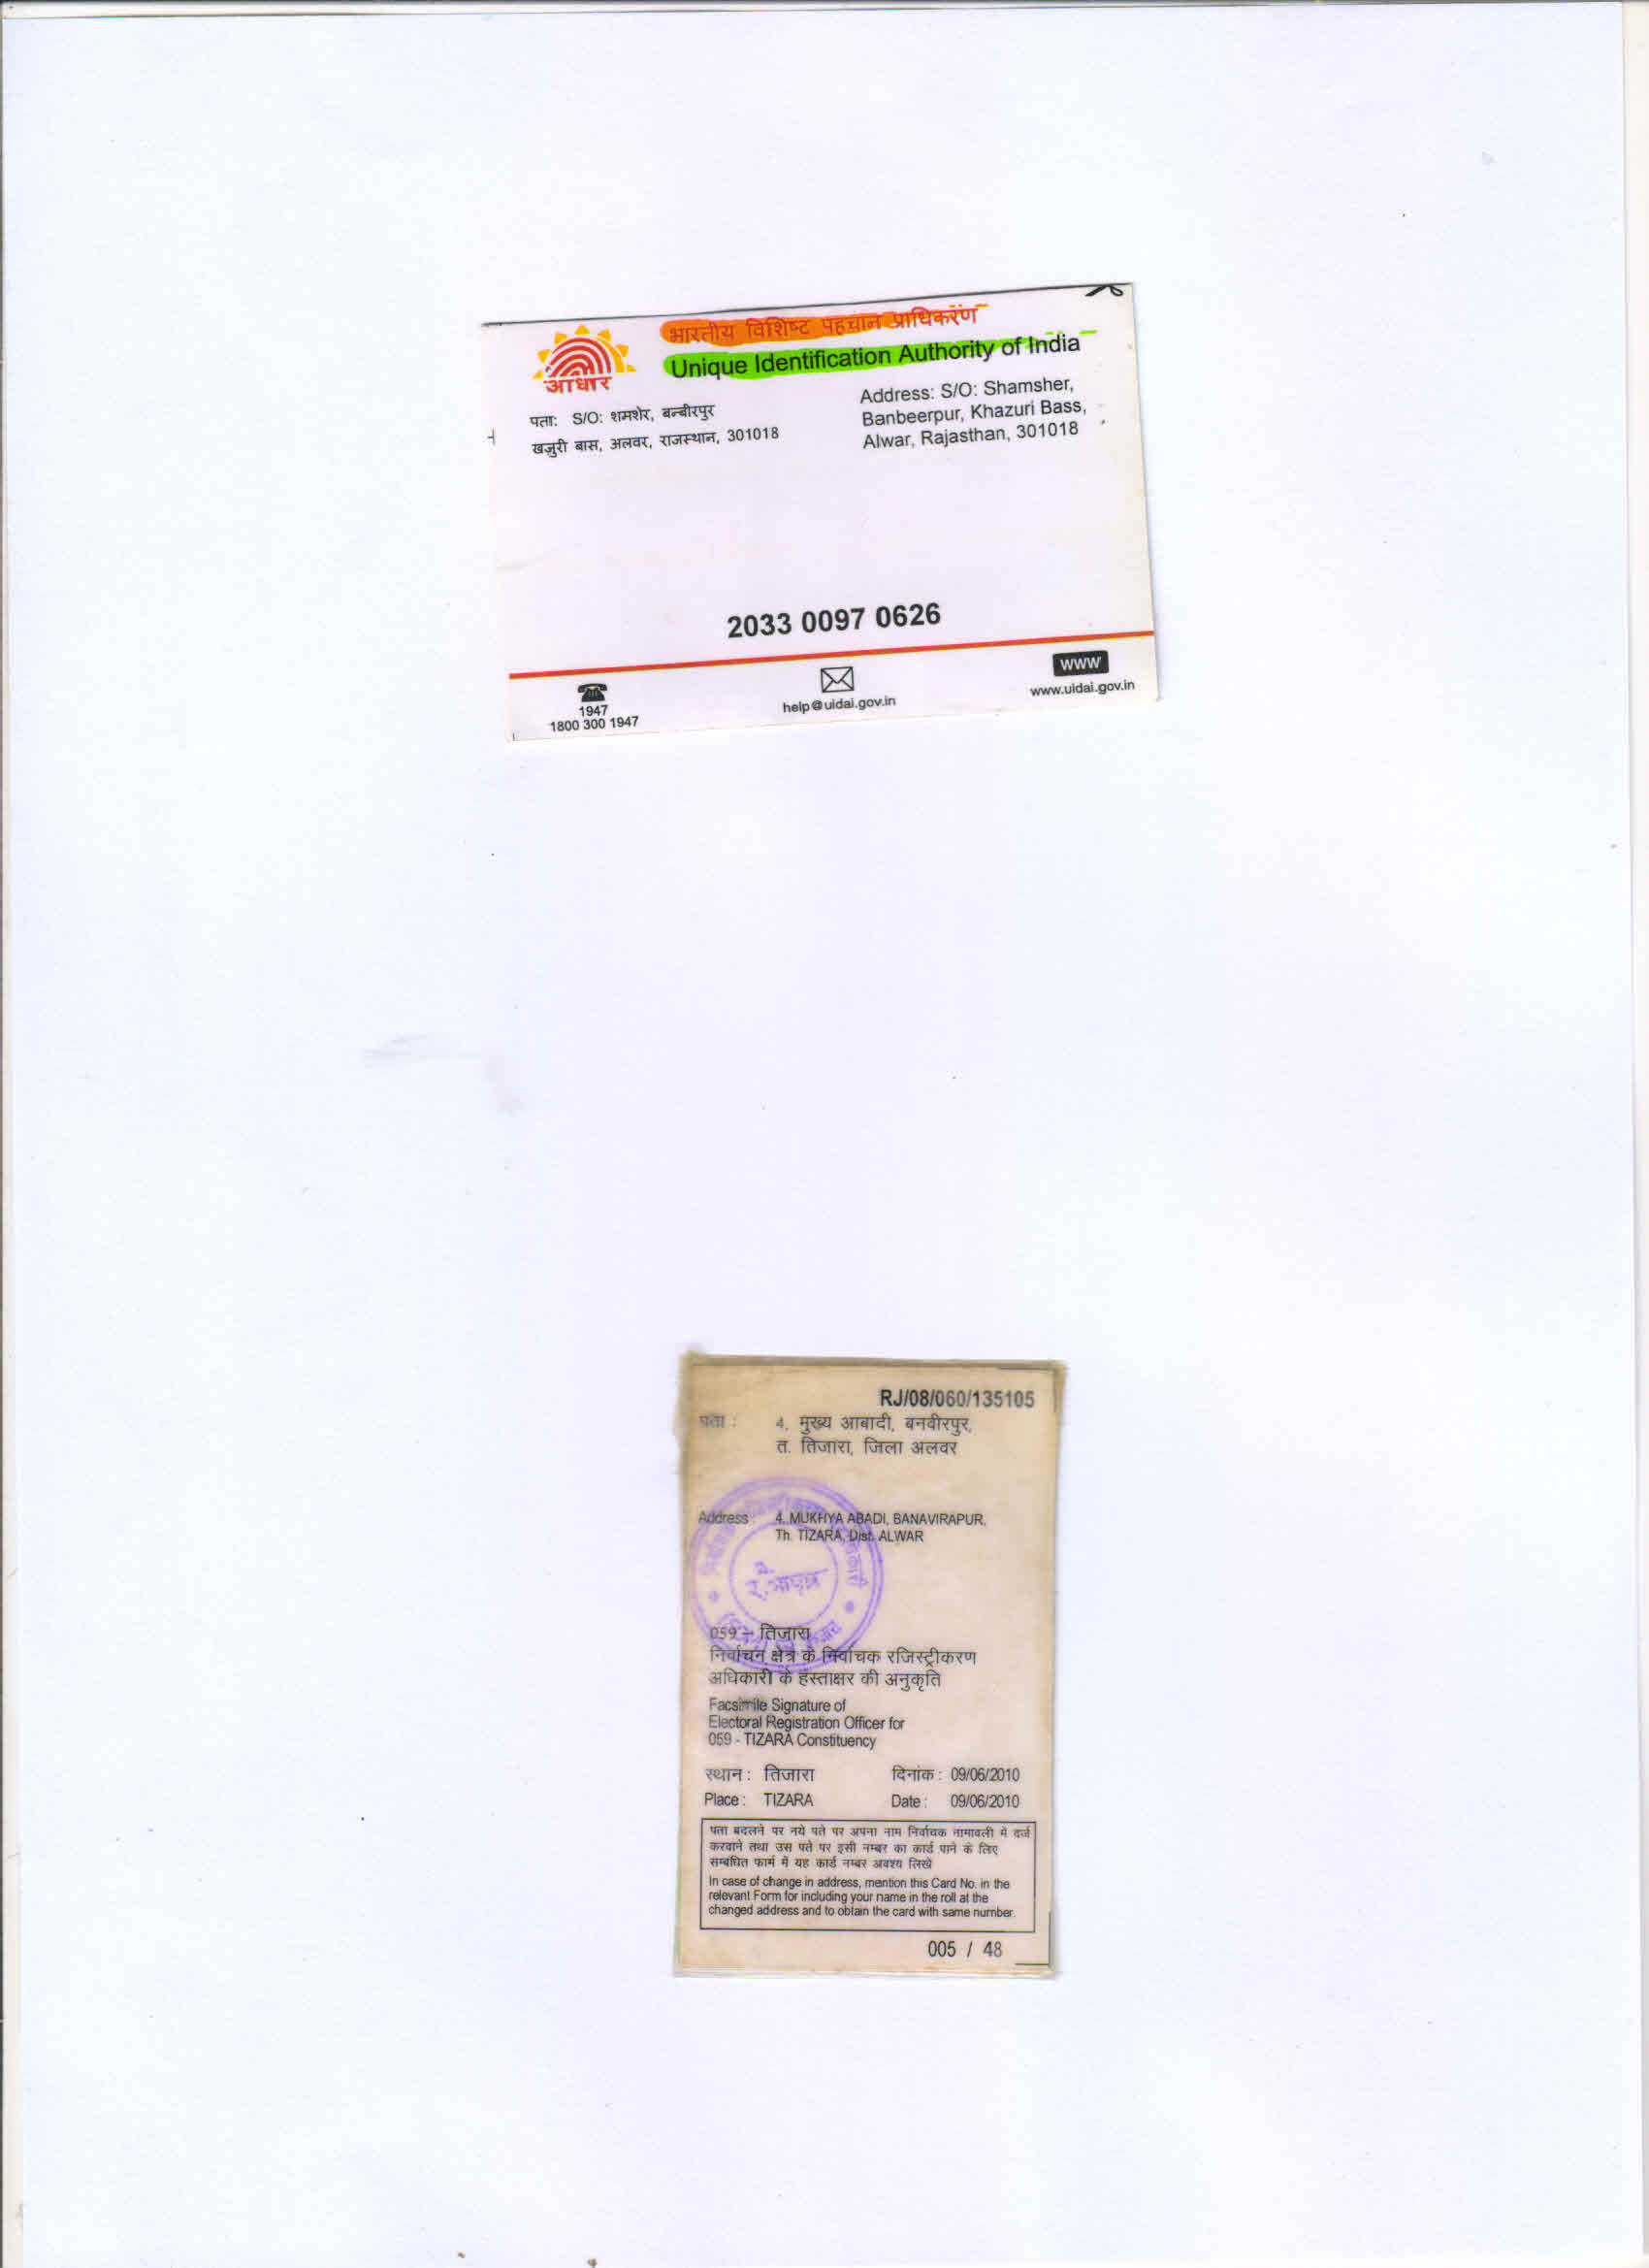 भारतीय विशिष्ट पहचान प्राधिकरण
Unique Identification Authority of India
आधार
पता: S/O: शमशेर, बन्बीरपुर
खजुरी बास, अलवर, राजस्थान, 301018
Address: S/O: Shamsher,
Banbeerpur, Khazuri Bass,
Alwar, Rajasthan, 301018
2033 0097 0626
1947
1800 300 1947
help@uidai.gov.in
WWW
www.uidai.gov.in
RJ/08/060/135105
पता : 4, मुख्य आबादी, बनवीरपुर,
त. तिजारा, जिला अलवर
Address : 4, MUKHYA ABADI, BANAVIRAPUR,
Th. TIZARA, Dist. ALWAR
059 – तिजारा
निर्वाचन क्षेत्र के निर्वाचक रजिस्ट्रीकरण
अधिकारी के हस्ताक्षर की अनुकृति
Facsimile Signature of
Electoral Registration Officer for
059 - TIZARA Constituency
स्थान : तिजारा दिनांक : 09/06/2010
Place : TIZARA Date : 09/06/2010
पता बदलने पर नये पते पर अपना नाम निर्वाचक नामावली में दर्ज
करवाने तथा उस पते पर इसी नम्बर का कार्ड पाने के लिए
सम्बंधित फार्म में यह कार्ड नम्बर अवश्य लिखें
In case of change in address, mention this Card No. in the
relevant Form for including your name in the roll at the
changed address and to obtain the card with same number.
005 / 48